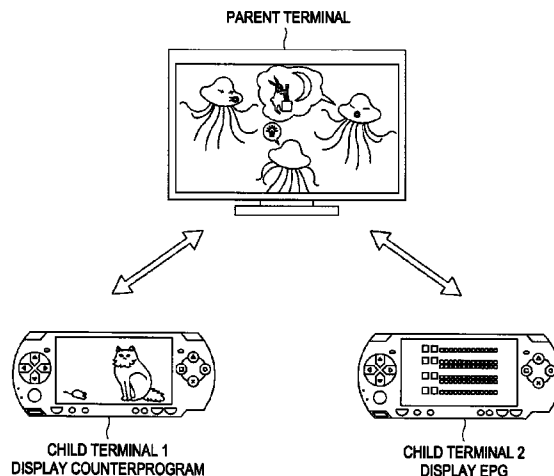 PARENT TERMINAL
CHILD TERMINAL 1
DISPLAY COUNTERPROGRAM
CHILD TERMINAL 2
DISPLAY EPG